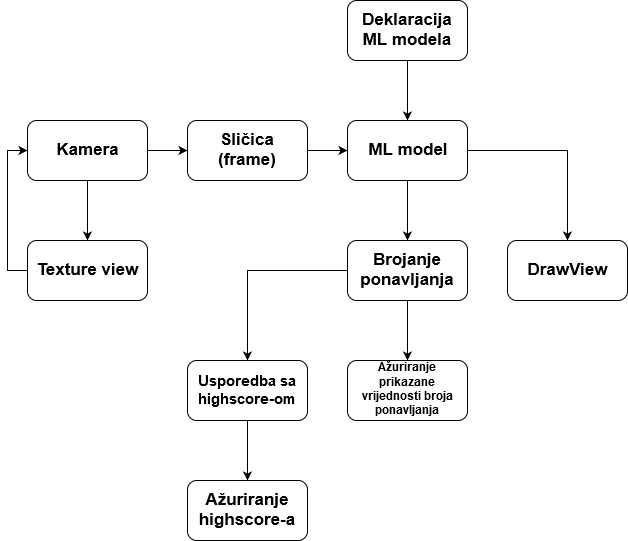 Deklaracija
ML modela
Kamera
Sličica
(frame)
ML model
Texture view
Brojanje
ponavljanja
DrawView
Usporedba sa
highscore-om
Ažuriranje
prikazane
vrijednosti broja
ponavljanja
Ažuriranje
highscore-a